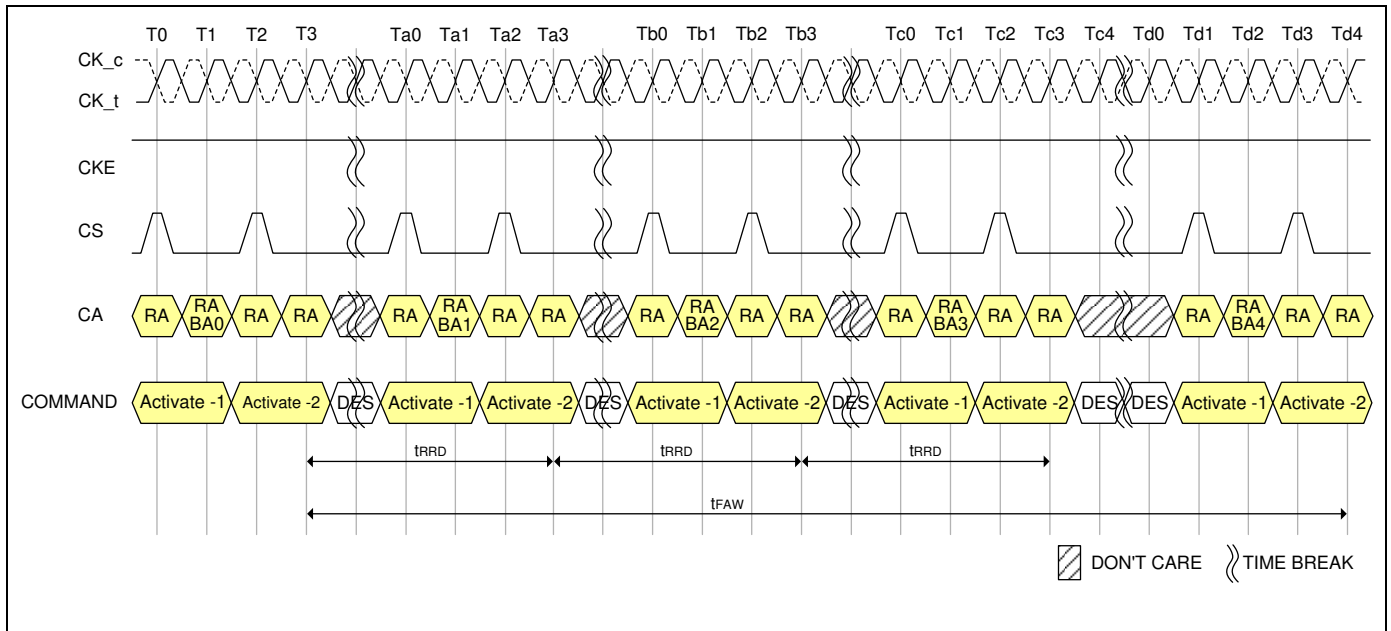 T0 T1 T2 T3 Ta0 Ta1 Ta2 Ta3 Tb0 Tb1 Tb2 Tb3 Tc0 Tc1 Tc2 Tc3 Tc4 Td0 Td1 Td2 Td3 Td4
CK_c
CK_t
CKE
CS
CA RA RA BA0 RA RA RA RA BA1 RA RA RA RA BA2 RA RA RA RA BA3 RA RA RA RA BA4 RA RA
COMMAND Activate -1 Activate -2 DES Activate -1 Activate -2 DES Activate -1 Activate -2 DES Activate -1 Activate -2 DES DES Activate -1 Activate -2
tRRD tRRD tRRD
tFAW
DON'T CARE TIME BREAK